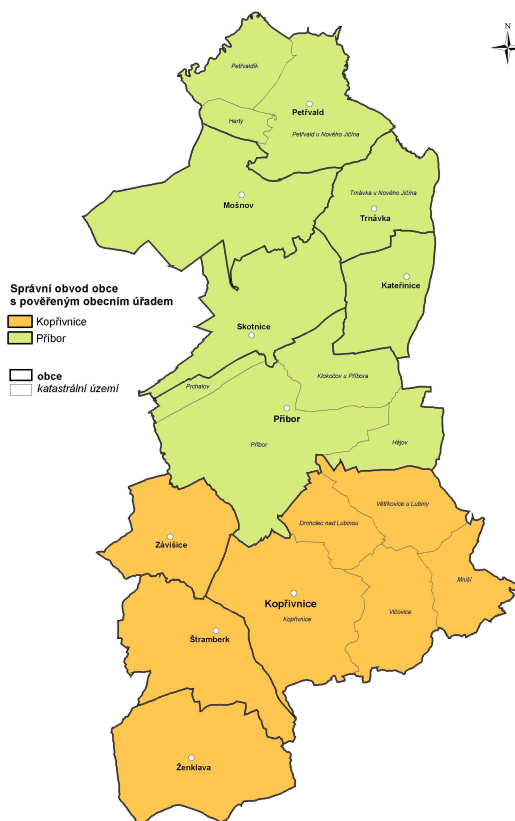 N
Petřvaldík
Petřvald
Harty
Petřvald u Nového Jičína
Trnávka u Nového Jičína
Mošnov
Trnávka
Kateřinice
Správní obvod obce
s pověřeným obecním úřadem
Kopřivnice
Příbor
obce
katastrální území
Skotnice
Prchalov
Klokočov u Příbora
Příbor
Příbor
Hájov
Větřkovice u Lubiny
Drnholec nad Lubinou
Závišice
Mniší
Kopřivnice
Kopřivnice
Vlčovice
Štramberk
Ženklava